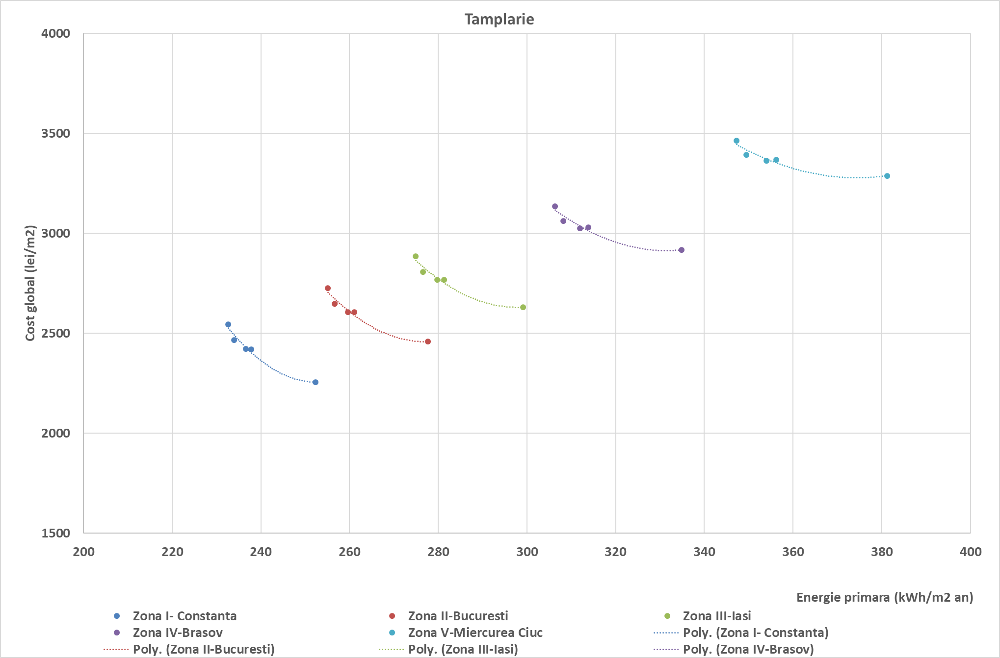 Tamplarie
4000
3500
3000
2500
2000
1500
Cost global (lei/m2)
200 220 240 260 280 300 320 340 360 380 400
Energie primara (kWh/m2 an)
Zona I- Constanta Zona II-Bucuresti Zona III-Iasi
Zona IV-Brasov Zona V-Miercurea Ciuc Poly. (Zona I- Constanta)
Poly. (Zona II-Bucuresti) Poly. (Zona III-Iasi) Poly. (Zona IV-Brasov)